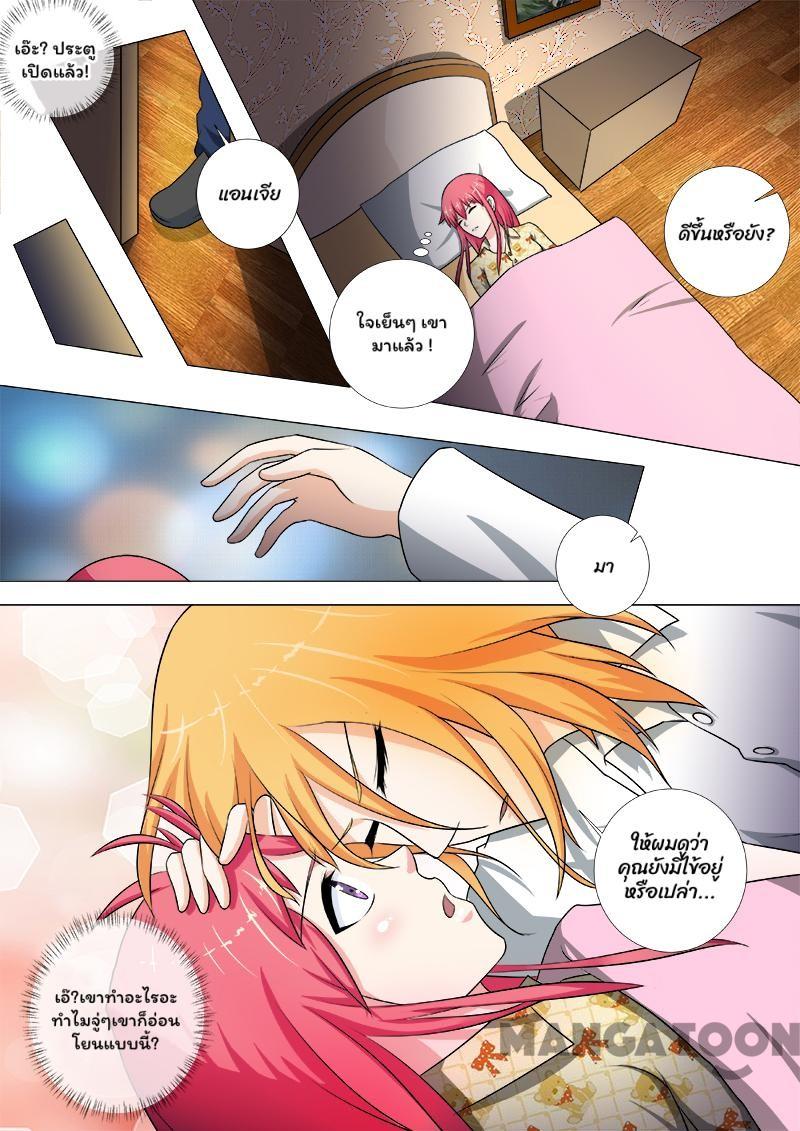 เอ๊ะ? ประตู
เปิดแล้ว!
แอนเจีย
ดีขึ้นหรือยัง?
ใจเย็นๆ เขา
มาแล้ว !
มา
ให้ผมดูว่า
คุณยังมีไข้อยู่
หรือเปล่า...
เอ๊?เขาทำอะไรอะ
ทำไมจู่ๆเขาก็อ่อน
โยนแบบนี้?
MANGATOON